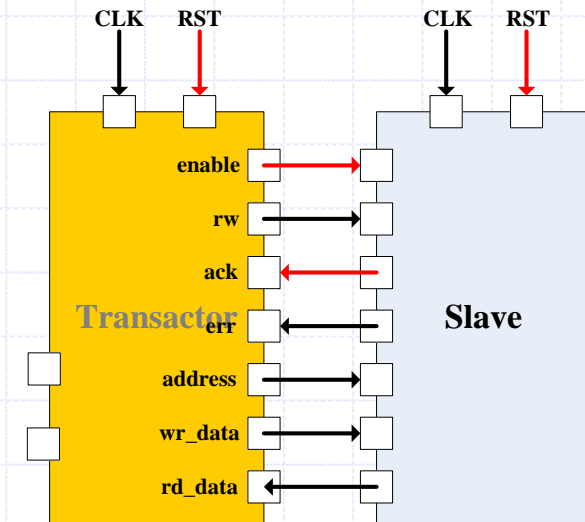 CLK RST CLK RST
enable
rw
ack
Transactor
err
Slave
address
wr_data
rd_data